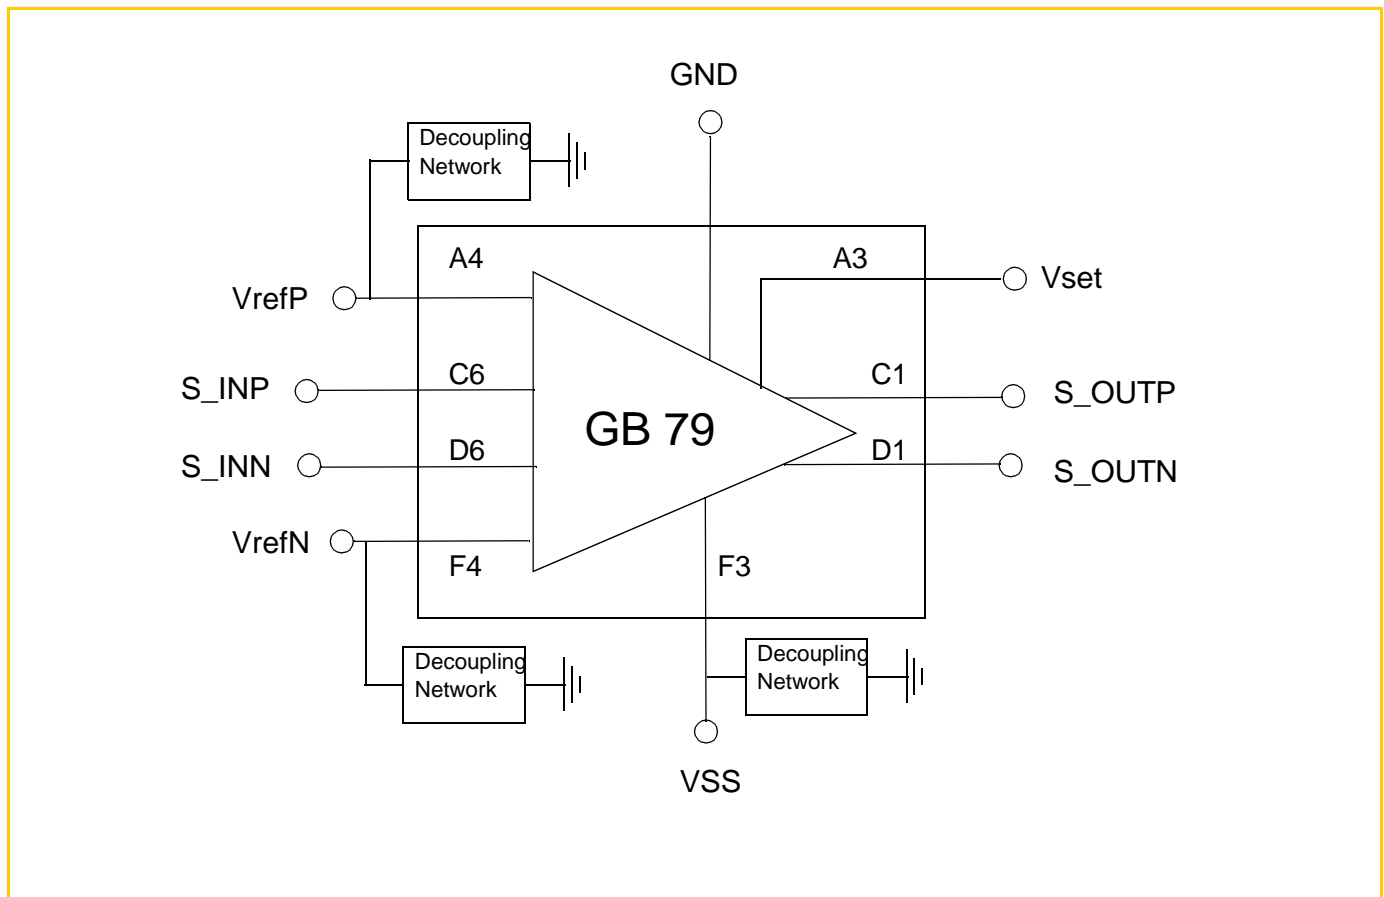 GND
Decoupling
Network
A4
A3
VrefP
Vset
S_INP
C6
C1
S_OUTP
GB 79
S_INN
D6
D1
S_OUTN
VrefN
F4
F3
Decoupling
Network
Decoupling
Network
VSS